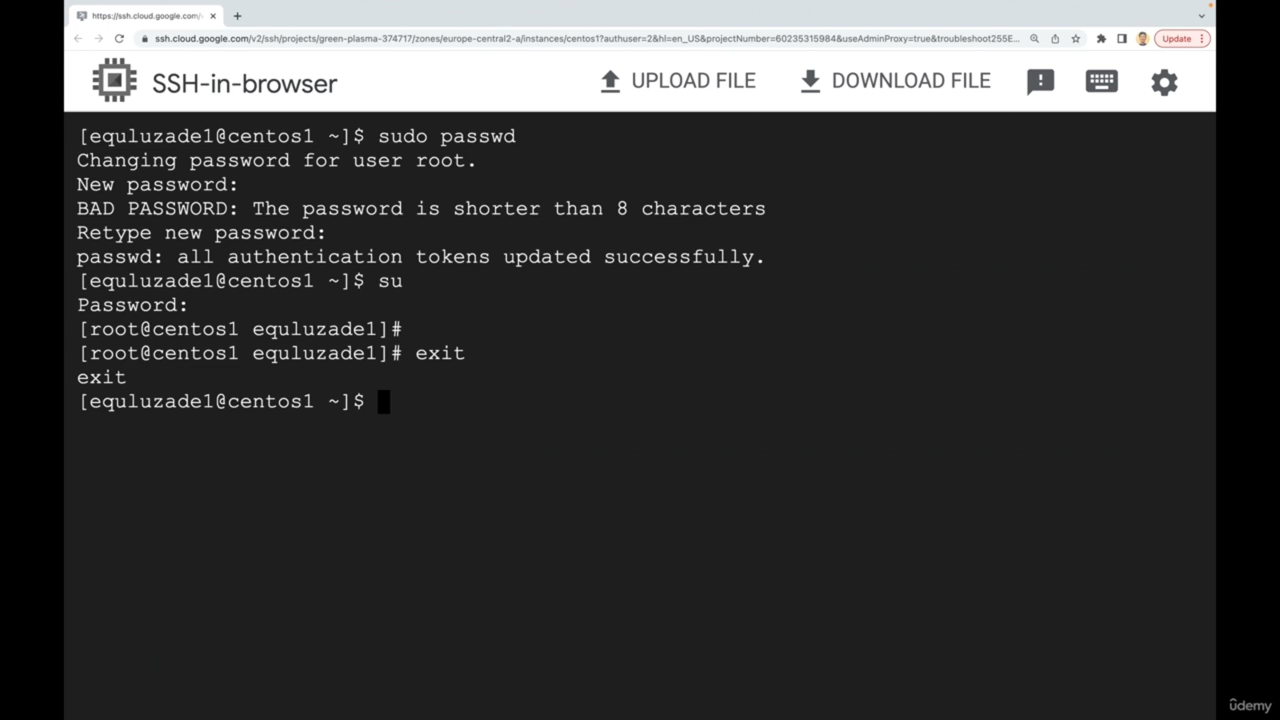 https://ssh.cloud.google.com/v
ssh.cloud.google.com/v2/ssh/projects/green-plasma-374717/zones/europe-central2-a/instances/centos1?authuser=2&hl=en_US&projectNumber=60235315984&useAdminProxy=true&troubleshoot255E...
Update
SSH-in-browser
UPLOAD FILE
DOWNLOAD FILE
[equluzade1@centos1 ~]$ sudo passwd
Changing password for user root.
New password:
BAD PASSWORD: The password is shorter than 8 characters
Retype new password:
passwd: all authentication tokens updated successfully.
[equluzade1@centos1 ~]$ su
Password:
[root@centos1 equluzade1]#
[root@centos1 equluzade1]# exit
exit
[equluzade1@centos1 ~]$
ûdemy